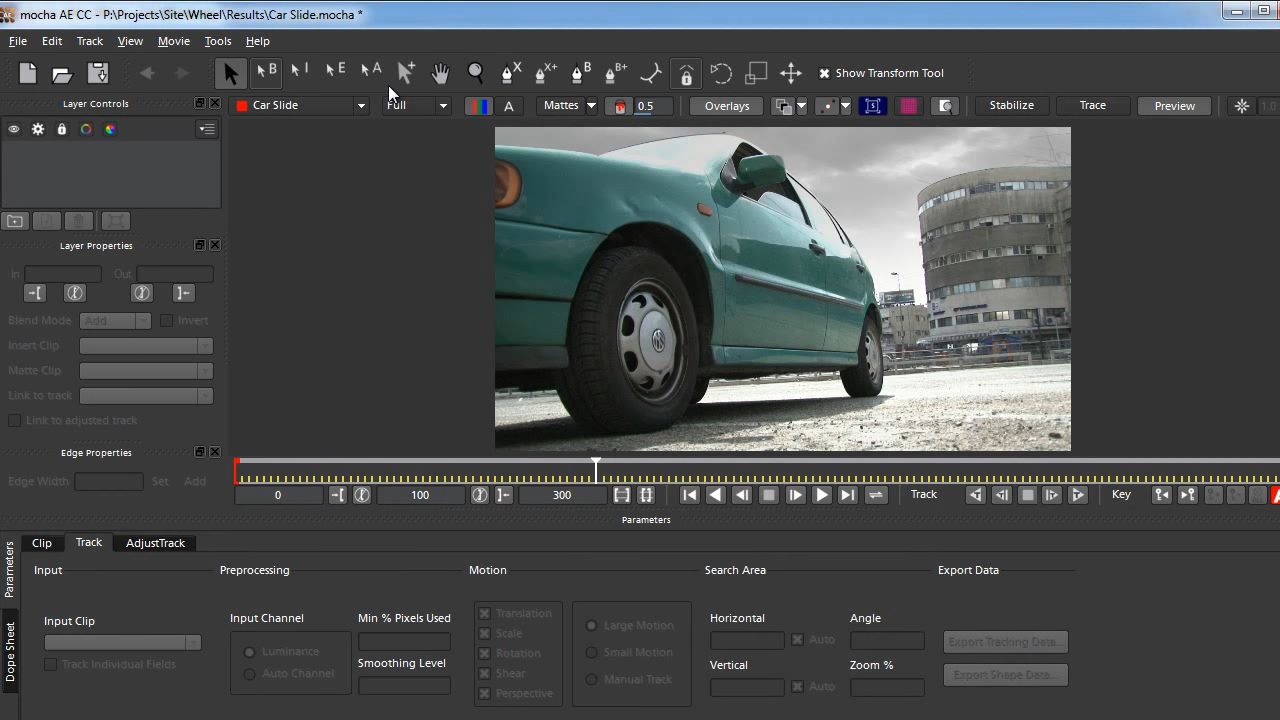 mocha AE CC - P:\Projects\Site\Wheel\Results\Car Slide.mocha *
File Edit Track View Movie Tools Help
B I E A X X+ B B+ Show Transform Tool
Layer Controls
Car Slide Full A Mattes 0.5 Overlays Stabilize Trace Preview 1.0
Layer Properties
In Out
Blend Mode Add Invert
Insert Clip
Matte Clip
Link to track
Link to adjusted track
Edge Properties
Edge Width Set Add
0 100 300 Track Key
Parameters
Clip Track AdjustTrack
Parameters
Dope Sheet
Input Preprocessing Motion Search Area Export Data
Input Clip
Track Individual Fields
Input Channel
Luminance
Auto Channel
Min % Pixels Used
Smoothing Level
Translation
Scale
Rotation
Shear
Perspective
Large Motion
Small Motion
Manual Track
Horizontal Angle
Auto
Vertical Zoom %
Auto
Export Tracking Data...
Export Shape Data...